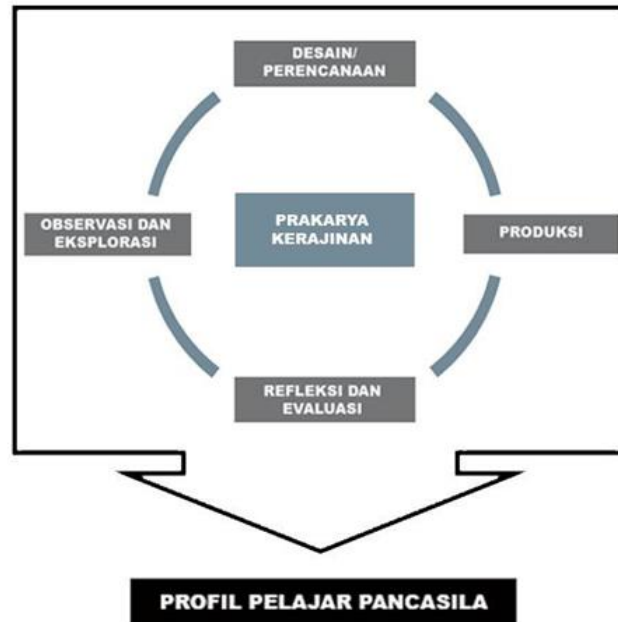 DESAIN/
PERENCANAAN
OBSERVASI DAN
EKSPLORASI
PRAKARYA
KERAJINAN
PRODUKSI
REFLEKSI DAN
EVALUASI
PROFIL PELAJAR PANCASILA